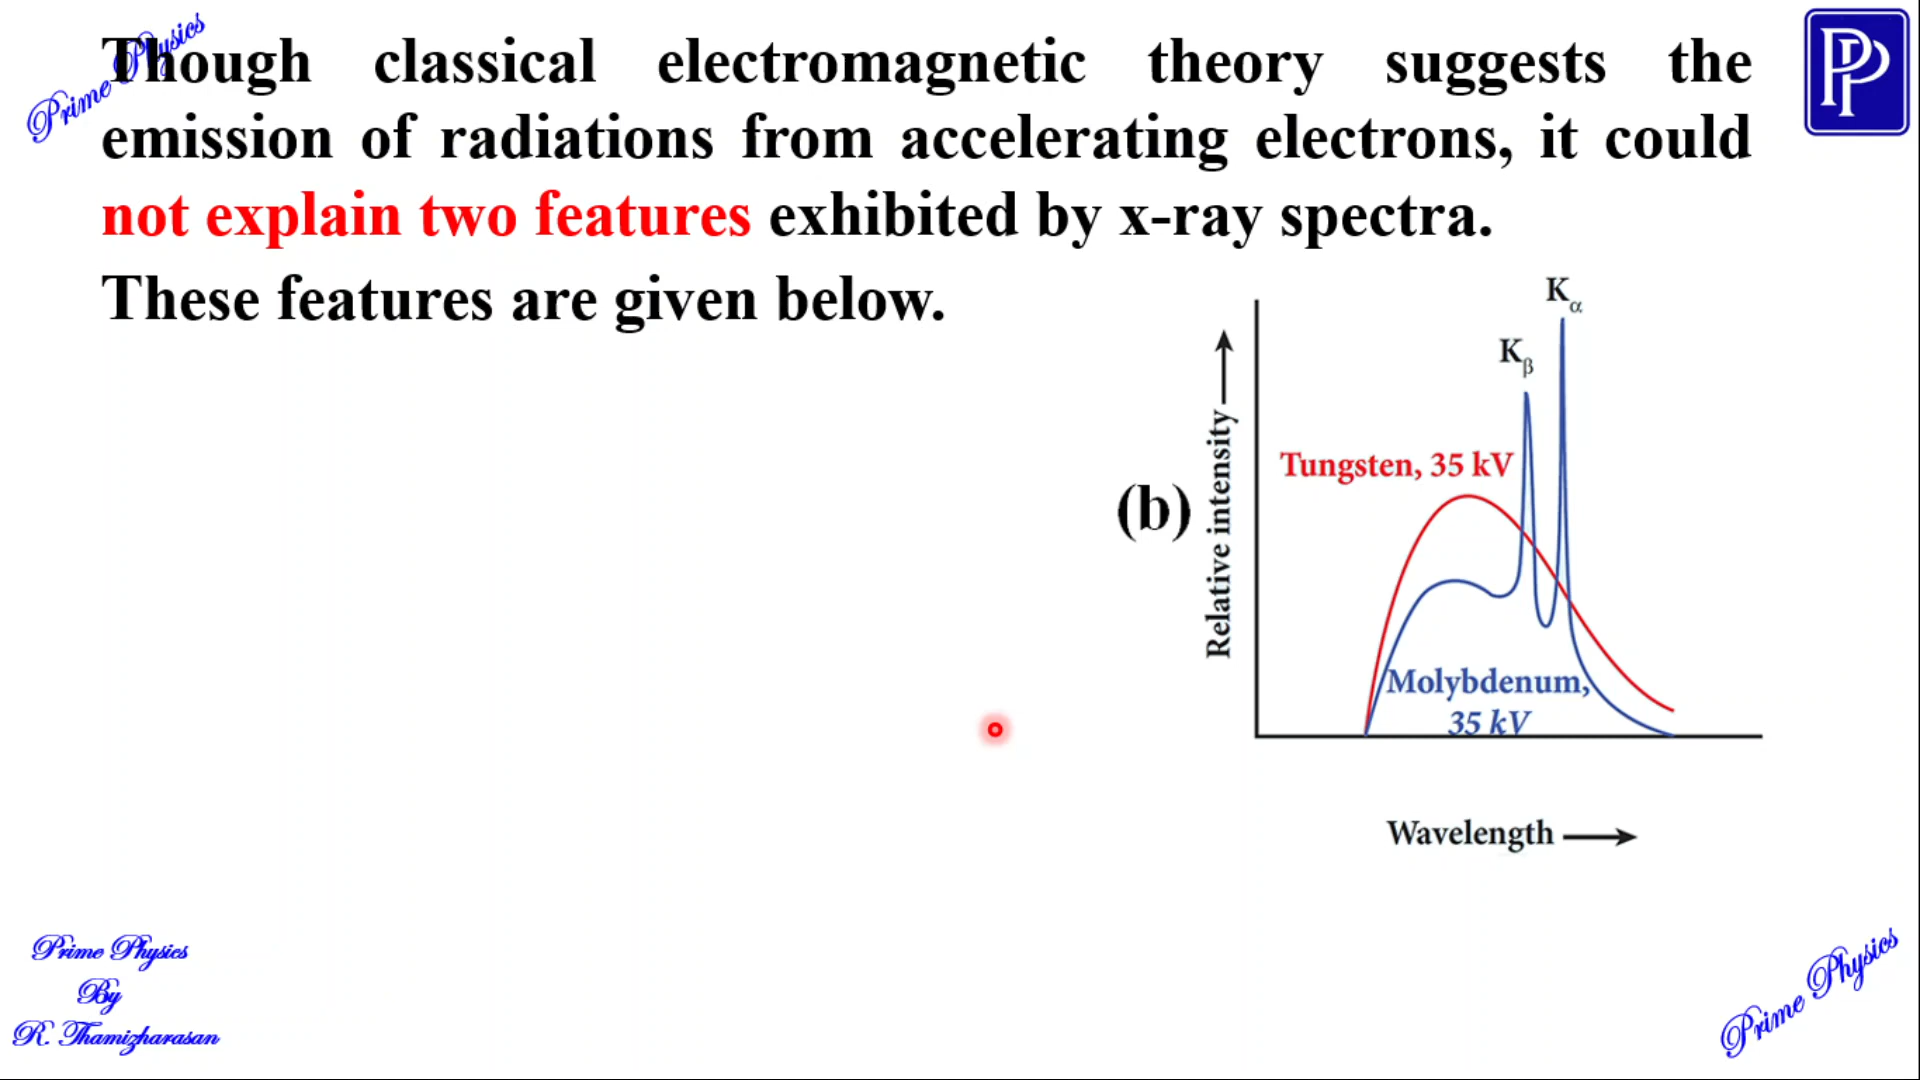 Prime Physics
Though classical electromagnetic theory suggests the
emission of radiations from accelerating electrons, it could
not explain two features exhibited by x-ray spectra.
These features are given below.
PP
Kα
Kβ
Relative intensity
Tungsten, 35 kV
(b)
Molybdenum,
35 kV
Wavelength
Prime Physics
By
R. Thamizharasan
Prime Physics